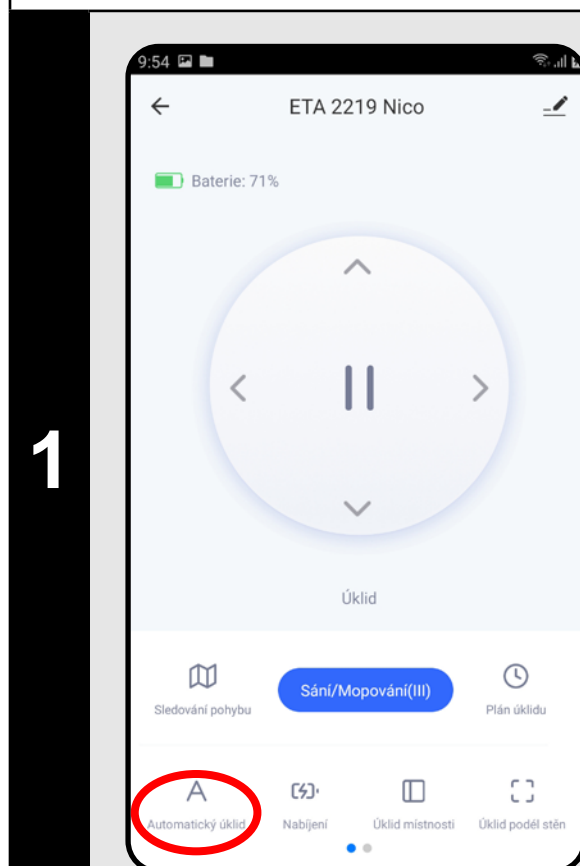 1
9:54
ETA 2219 Nico
Baterie: 71%
Úklid
Sledování pohybu
Sání/Mopování(III)
Plán úklidu
Automatický úklid
Nabíjení
Úklid místnosti
Úklid podél stěn